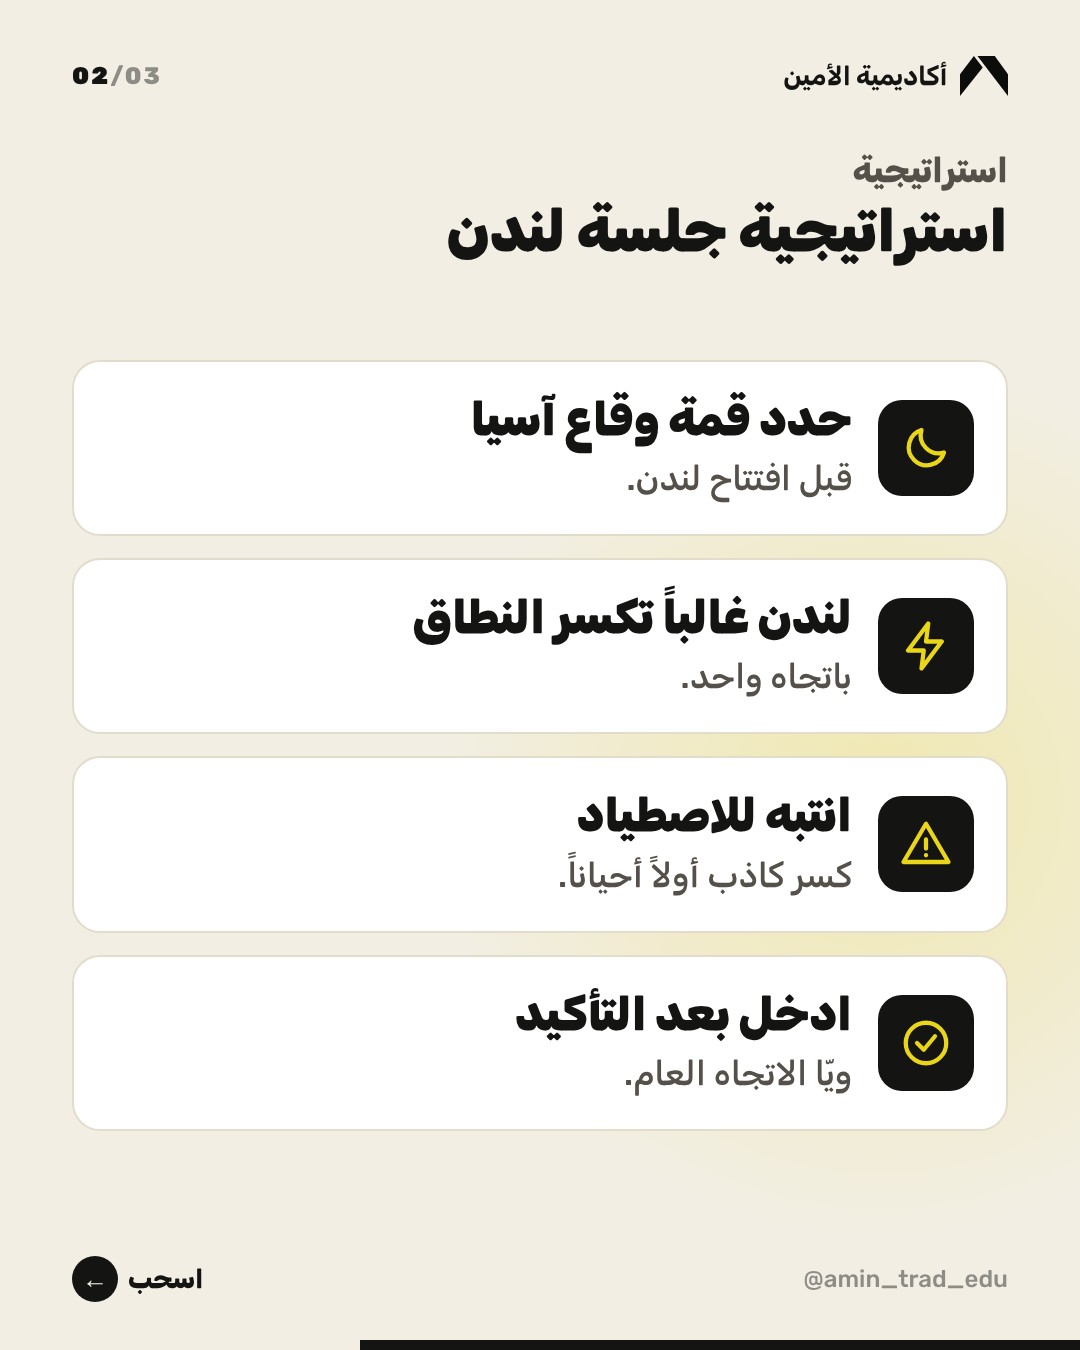 أكاديمية الأمين
02/03
استراتيجية
استراتيجية جلسة لندن
حدد قمة وقاع آسيا
قبل افتتاح لندن.
لندن غالباً تكسر النطاق
باتجاه واحد.
انتبه للاصطياد
كسر كاذب أولاً أحياناً.
ادخل بعد التأكيد
ويّا الاتجاه العام.
@amin_trad_edu
اسحب ←